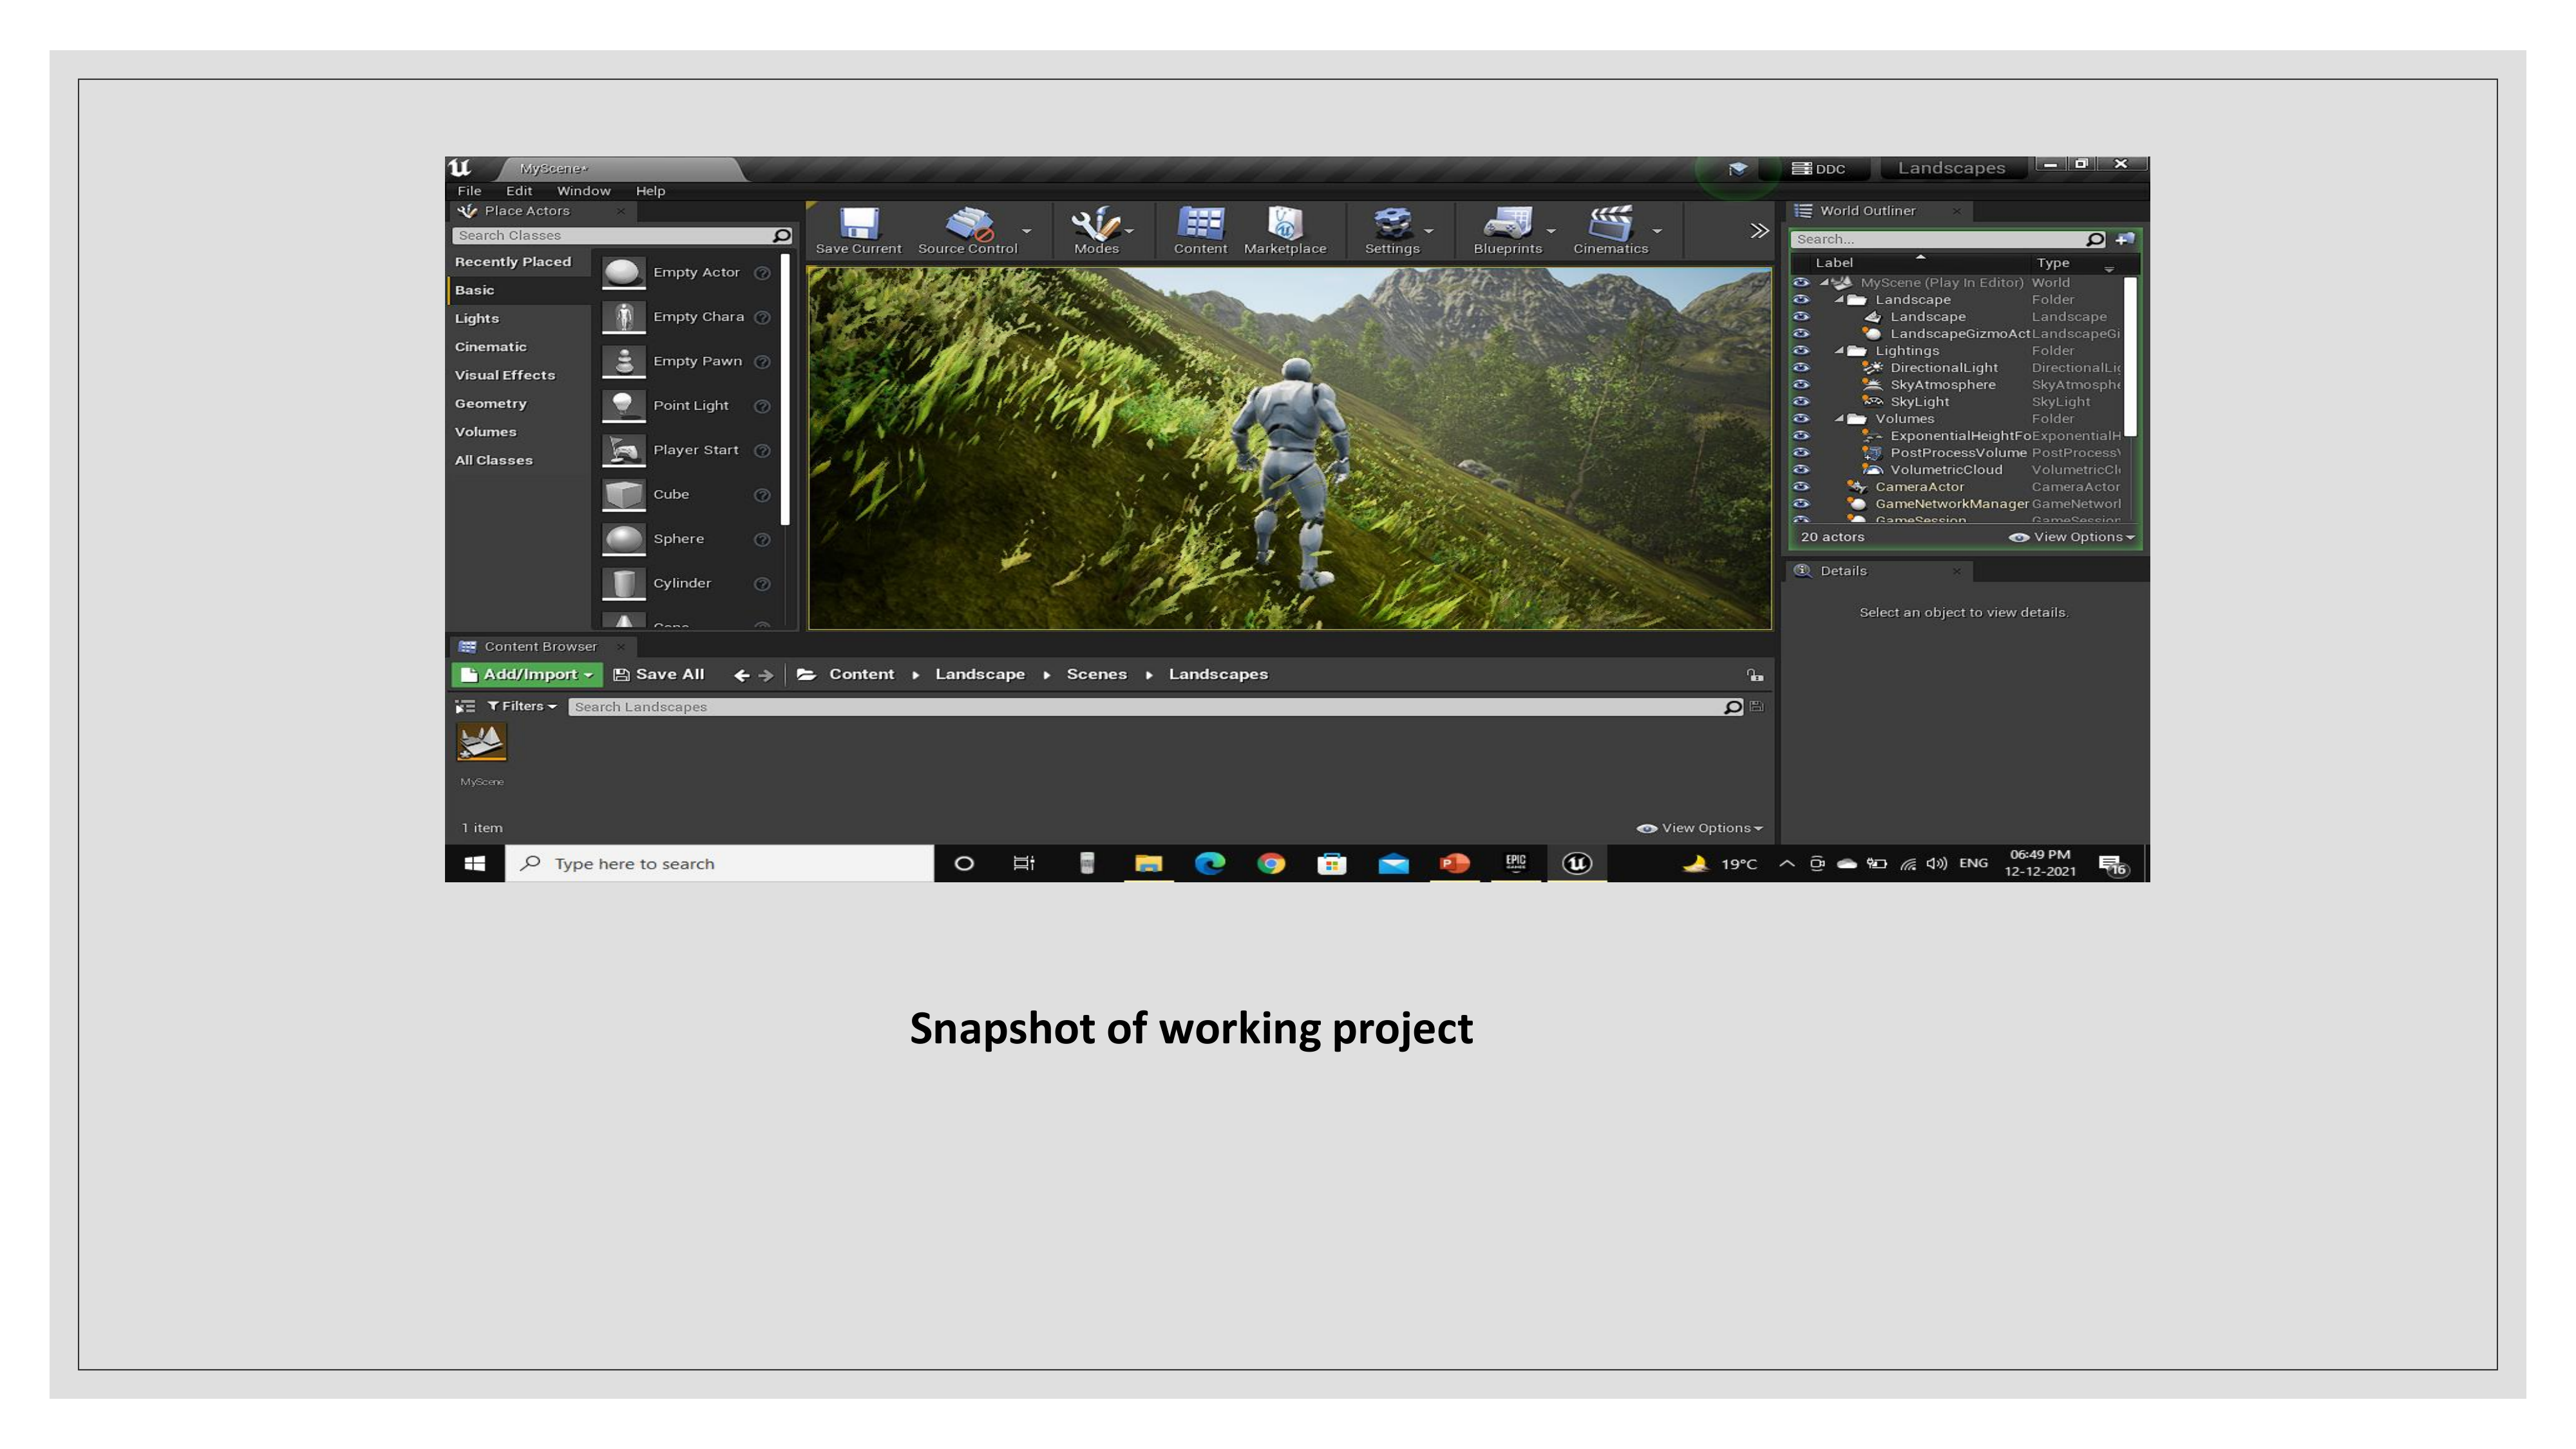 MyScene*
DDC
Landscapes
File Edit Window Help
Place Actors
Search Classes
Recently Placed
Basic
Lights
Cinematic
Visual Effects
Geometry
Volumes
All Classes
Empty Actor
Empty Chara
Empty Pawn
Point Light
Player Start
Cube
Sphere
Cylinder
Cone
Save Current Source Control Modes Content Marketplace Settings Blueprints Cinematics
World Outliner
Search...
Label Type
MyScene (Play In Editor) World
Landscape Folder
Landscape Landscape
LandscapeGizmoAct LandscapeGi
Lightings Folder
DirectionalLight DirectionalLig
SkyAtmosphere SkyAtmosphe
SkyLight SkyLight
Volumes Folder
ExponentialHeightFo ExponentialH
PostProcessVolume PostProcessV
VolumetricCloud VolumetricCl
CameraActor CameraActor
GameNetworkManager GameNetworl
GameSession GameSession
20 actors View Options
Details
Select an object to view details.
Content Browser
Add/Import Save All Content Landscape Scenes Landscapes
Filters Search Landscapes
MyScene
1 item View Options
Type here to search
EPIC
GAMES
19°C ENG 06:49 PM
12-12-2021
16
Snapshot of working project